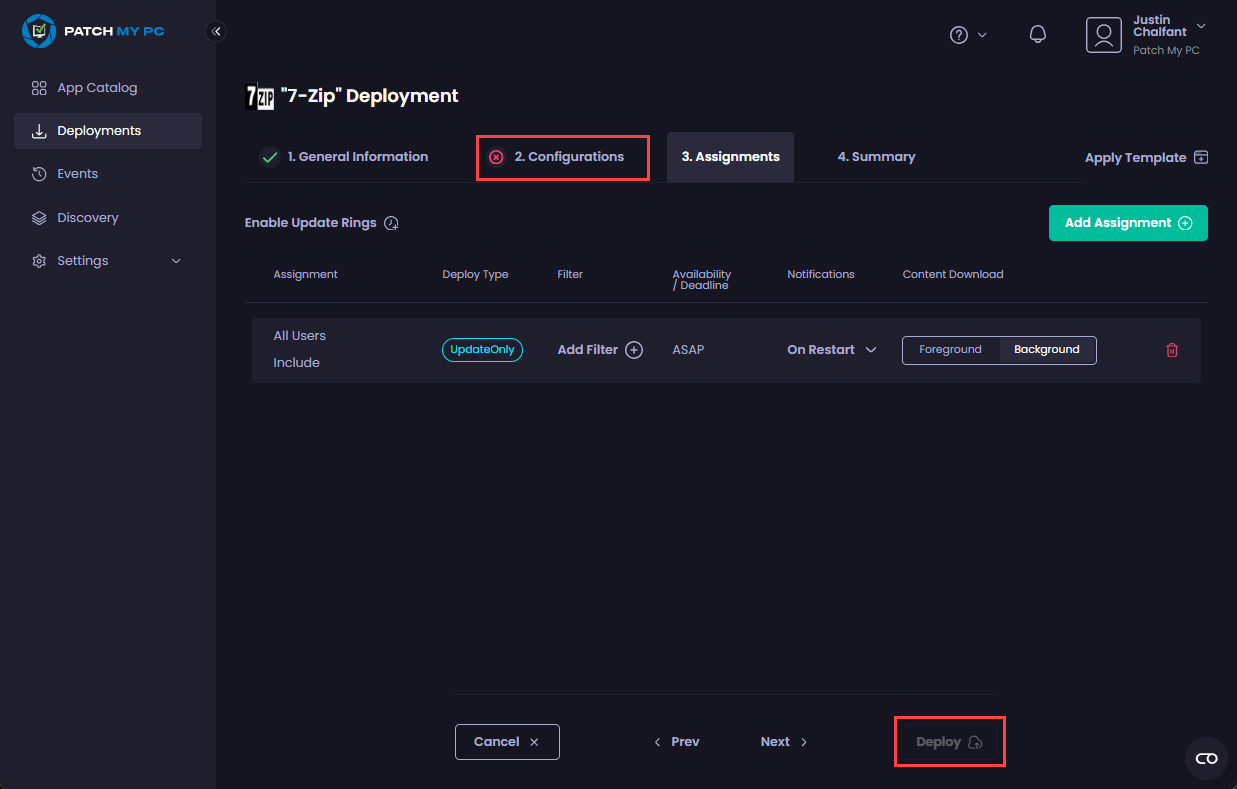 PATCH MY PC
App Catalog
Deployments
Events
Discovery
Settings
Justin
Chalfant
Patch My PC
7 ZIP "7-Zip" Deployment
1. General Information
2. Configurations
3. Assignments
4. Summary
Apply Template
Enable Update Rings
Add Assignment
Assignment
Deploy Type
Filter
Availability
/ Deadline
Notifications
Content Download
All Users
Include
UpdateOnly
Add Filter
ASAP
On Restart
Foreground
Background
Cancel
Prev
Next
Deploy